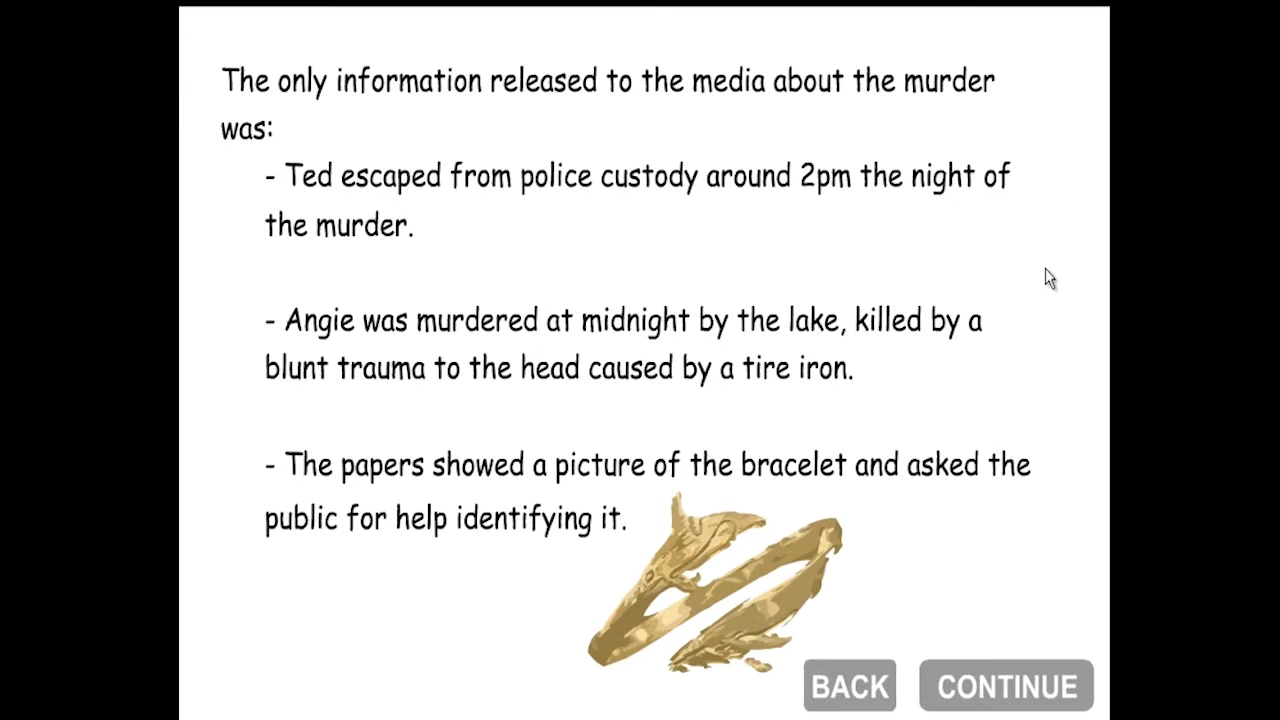 The only information released to the media about the murder
was:
- Ted escaped from police custody around 2pm the night of
the murder.
- Angie was murdered at midnight by the lake, killed by a
blunt trauma to the head caused by a tire iron.
- The papers showed a picture of the bracelet and asked the
public for help identifying it.
BACK
CONTINUE